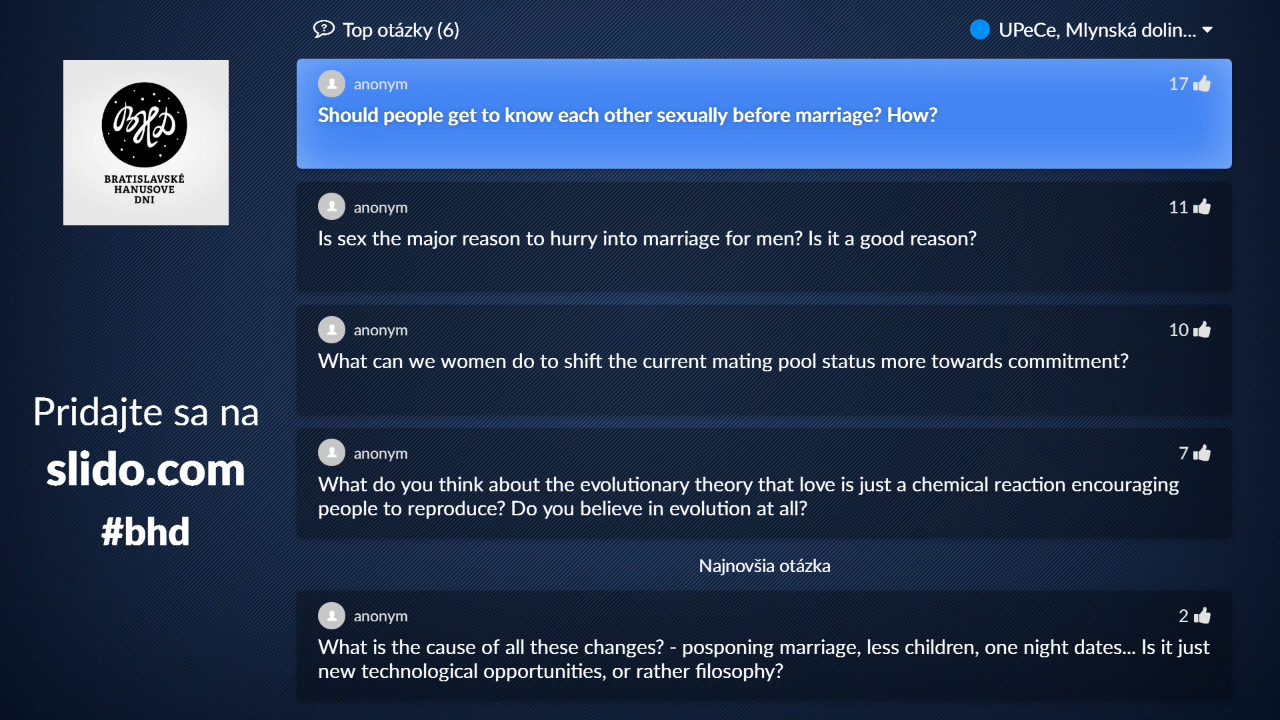 Top otázky (6)
UPeCe, Mlynská dolin...
BHD
BRATISLAVSKÉ
HANUSOVE
DNI
Pridajte sa na
slido.com
#bhd
anonym
17
Should people get to know each other sexually before marriage? How?
anonym
11
Is sex the major reason to hurry into marriage for men? Is it a good reason?
anonym
10
What can we women do to shift the current mating pool status more towards commitment?
anonym
7
What do you think about the evolutionary theory that love is just a chemical reaction encouraging
people to reproduce? Do you believe in evolution at all?
Najnovšia otázka
anonym
2
What is the cause of all these changes? - posponing marriage, less children, one night dates... Is it just
new technological opportunities, or rather filosophy?